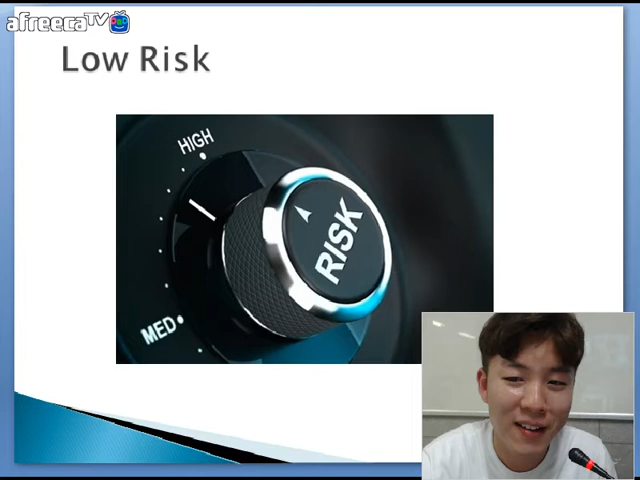 afreecaTV
Low Risk
HIGH
RISK
MED